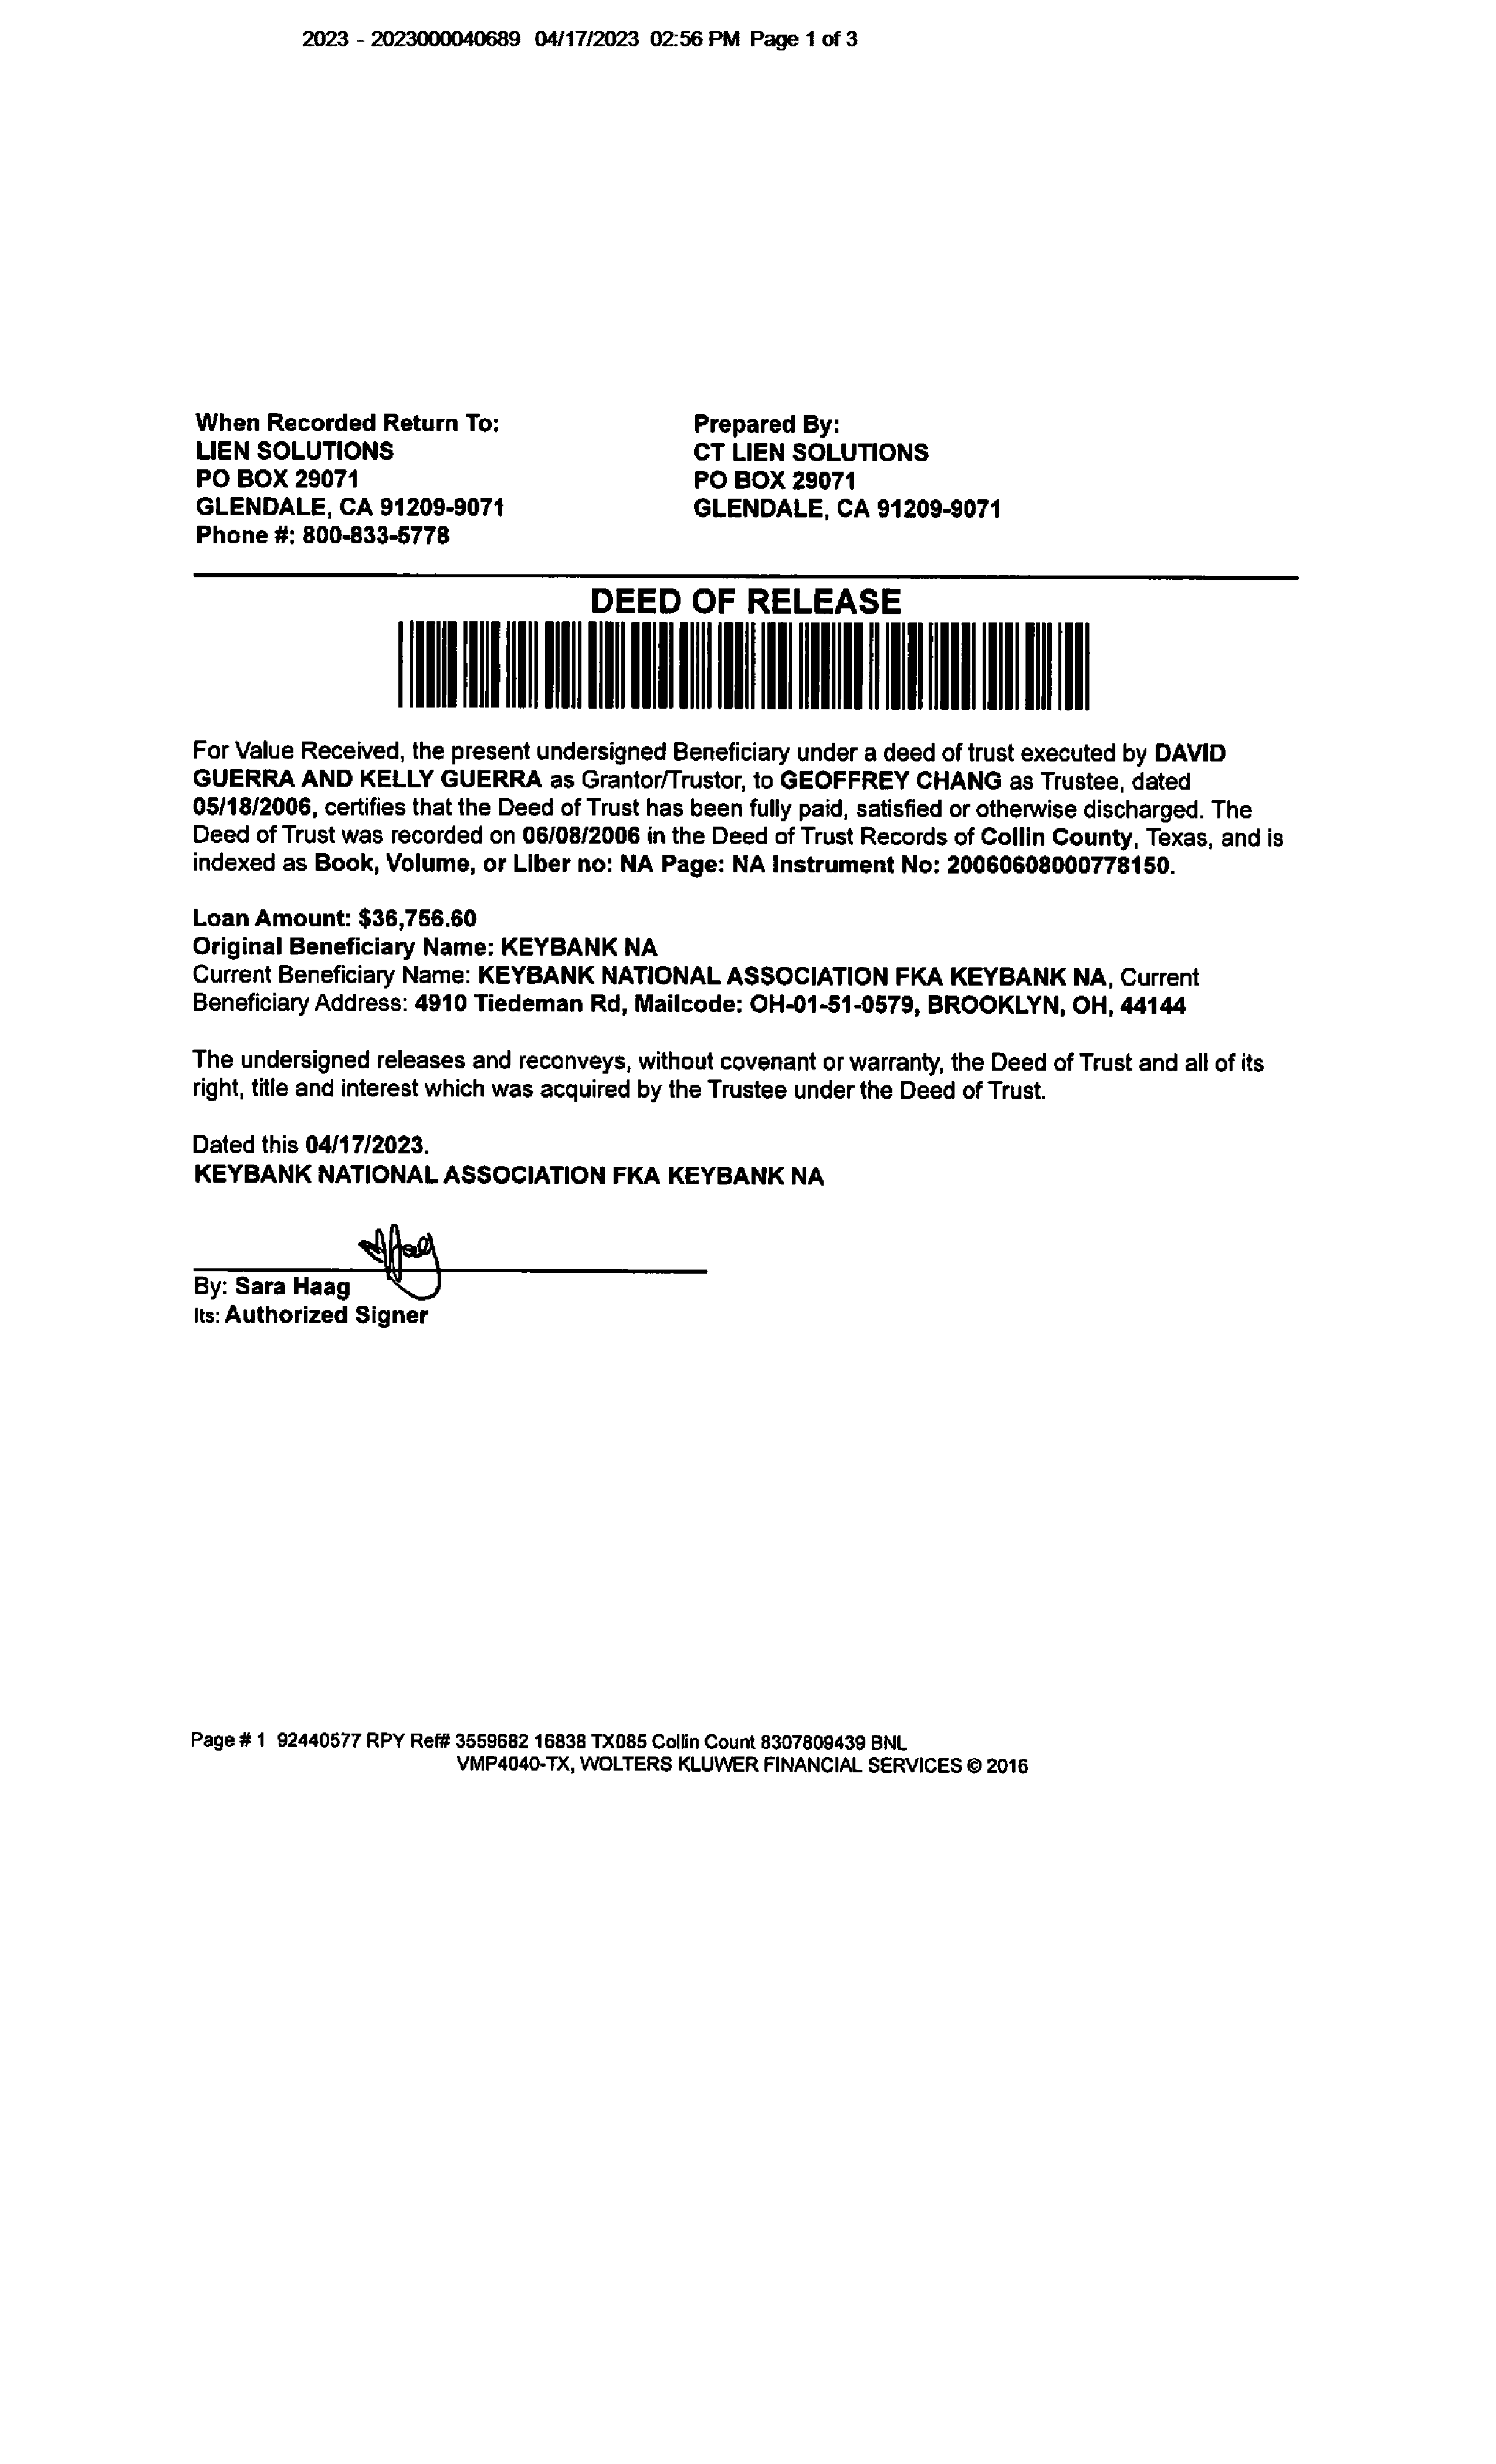 2023 - 2023000040689 04/17/2023 02:56 PM Page 1 of 3
When Recorded Return To:
LIEN SOLUTIONS
PO BOX 29071
GLENDALE, CA 91209-9071
Phone #: 800-833-5778
Prepared By:
CT LIEN SOLUTIONS
PO BOX 29071
GLENDALE, CA 91209-9071
DEED OF RELEASE
For Value Received, the present undersigned Beneficiary under a deed of trust executed by DAVID
GUERRA AND KELLY GUERRA as Grantor/Trustor, to GEOFFREY CHANG as Trustee, dated
05/18/2006, certifies that the Deed of Trust has been fully paid, satisfied or otherwise discharged. The
Deed of Trust was recorded on 06/08/2006 in the Deed of Trust Records of Collin County, Texas, and is
indexed as Book, Volume, or Liber no: NA Page: NA Instrument No: 20060608000778150.
Loan Amount: $36,756.60
Original Beneficiary Name: KEYBANK NA
Current Beneficiary Name: KEYBANK NATIONAL ASSOCIATION FKA KEYBANK NA, Current
Beneficiary Address: 4910 Tiedeman Rd, Mailcode: OH-01-51-0579, BROOKLYN, OH, 44144
The undersigned releases and reconveys, without covenant or warranty, the Deed of Trust and all of its
right, title and interest which was acquired by the Trustee under the Deed of Trust.
Dated this 04/17/2023.
KEYBANK NATIONAL ASSOCIATION FKA KEYBANK NA
By: Sara Haag
Its: Authorized Signer
Page # 1 92440577 RPY Ref# 3559682 16838 TX085 Collin Count 8307809439 BNL
VMP4040-TX, WOLTERS KLUWER FINANCIAL SERVICES © 2016